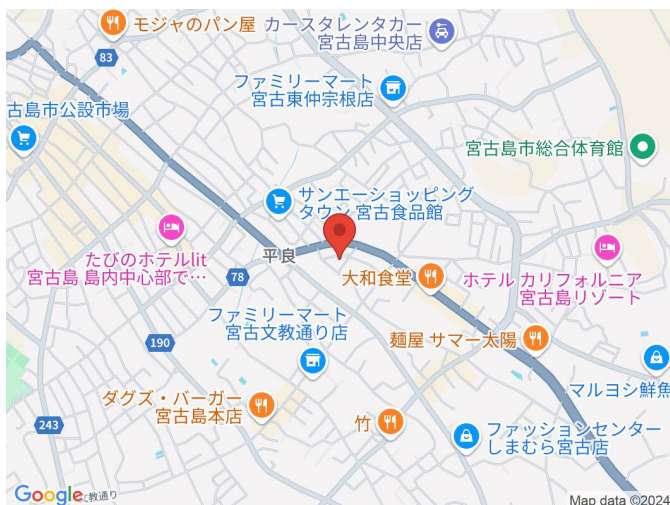 モジャのパン屋
カースタレンタカー
宮古島中央店
83
ファミリーマート
宮古東仲宗根店
古島市公設市場
宮古島市総合体育館
サンエーショッピング
タウン 宮古食品館
たびのホテルlit
宮古島 島内中心部で…
平良
78
大和食堂
ホテル カリフォルニア
宮古島リゾート
ファミリーマート
宮古文教通り店
190
麺屋 サマー太陽
マルヨシ鮮魚
ダグズ・バーガー
宮古島本店
竹
243
ファッションセンター
しまむら宮古店
Google
文教通り
Map data ©2024